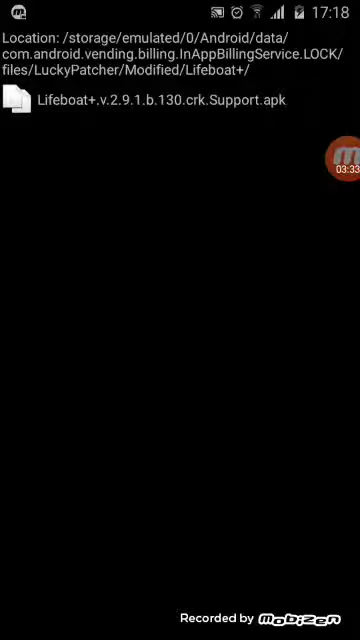 17:18
Location: /storage/emulated/0/Android/data/
com.android.vending.billing.InAppBillingService.LOCK/
files/LuckyPatcher/Modified/Lifeboat+/
Lifeboat+.v.2.9.1.b.130.crk.Support.apk
03:33
Recorded by mobizen